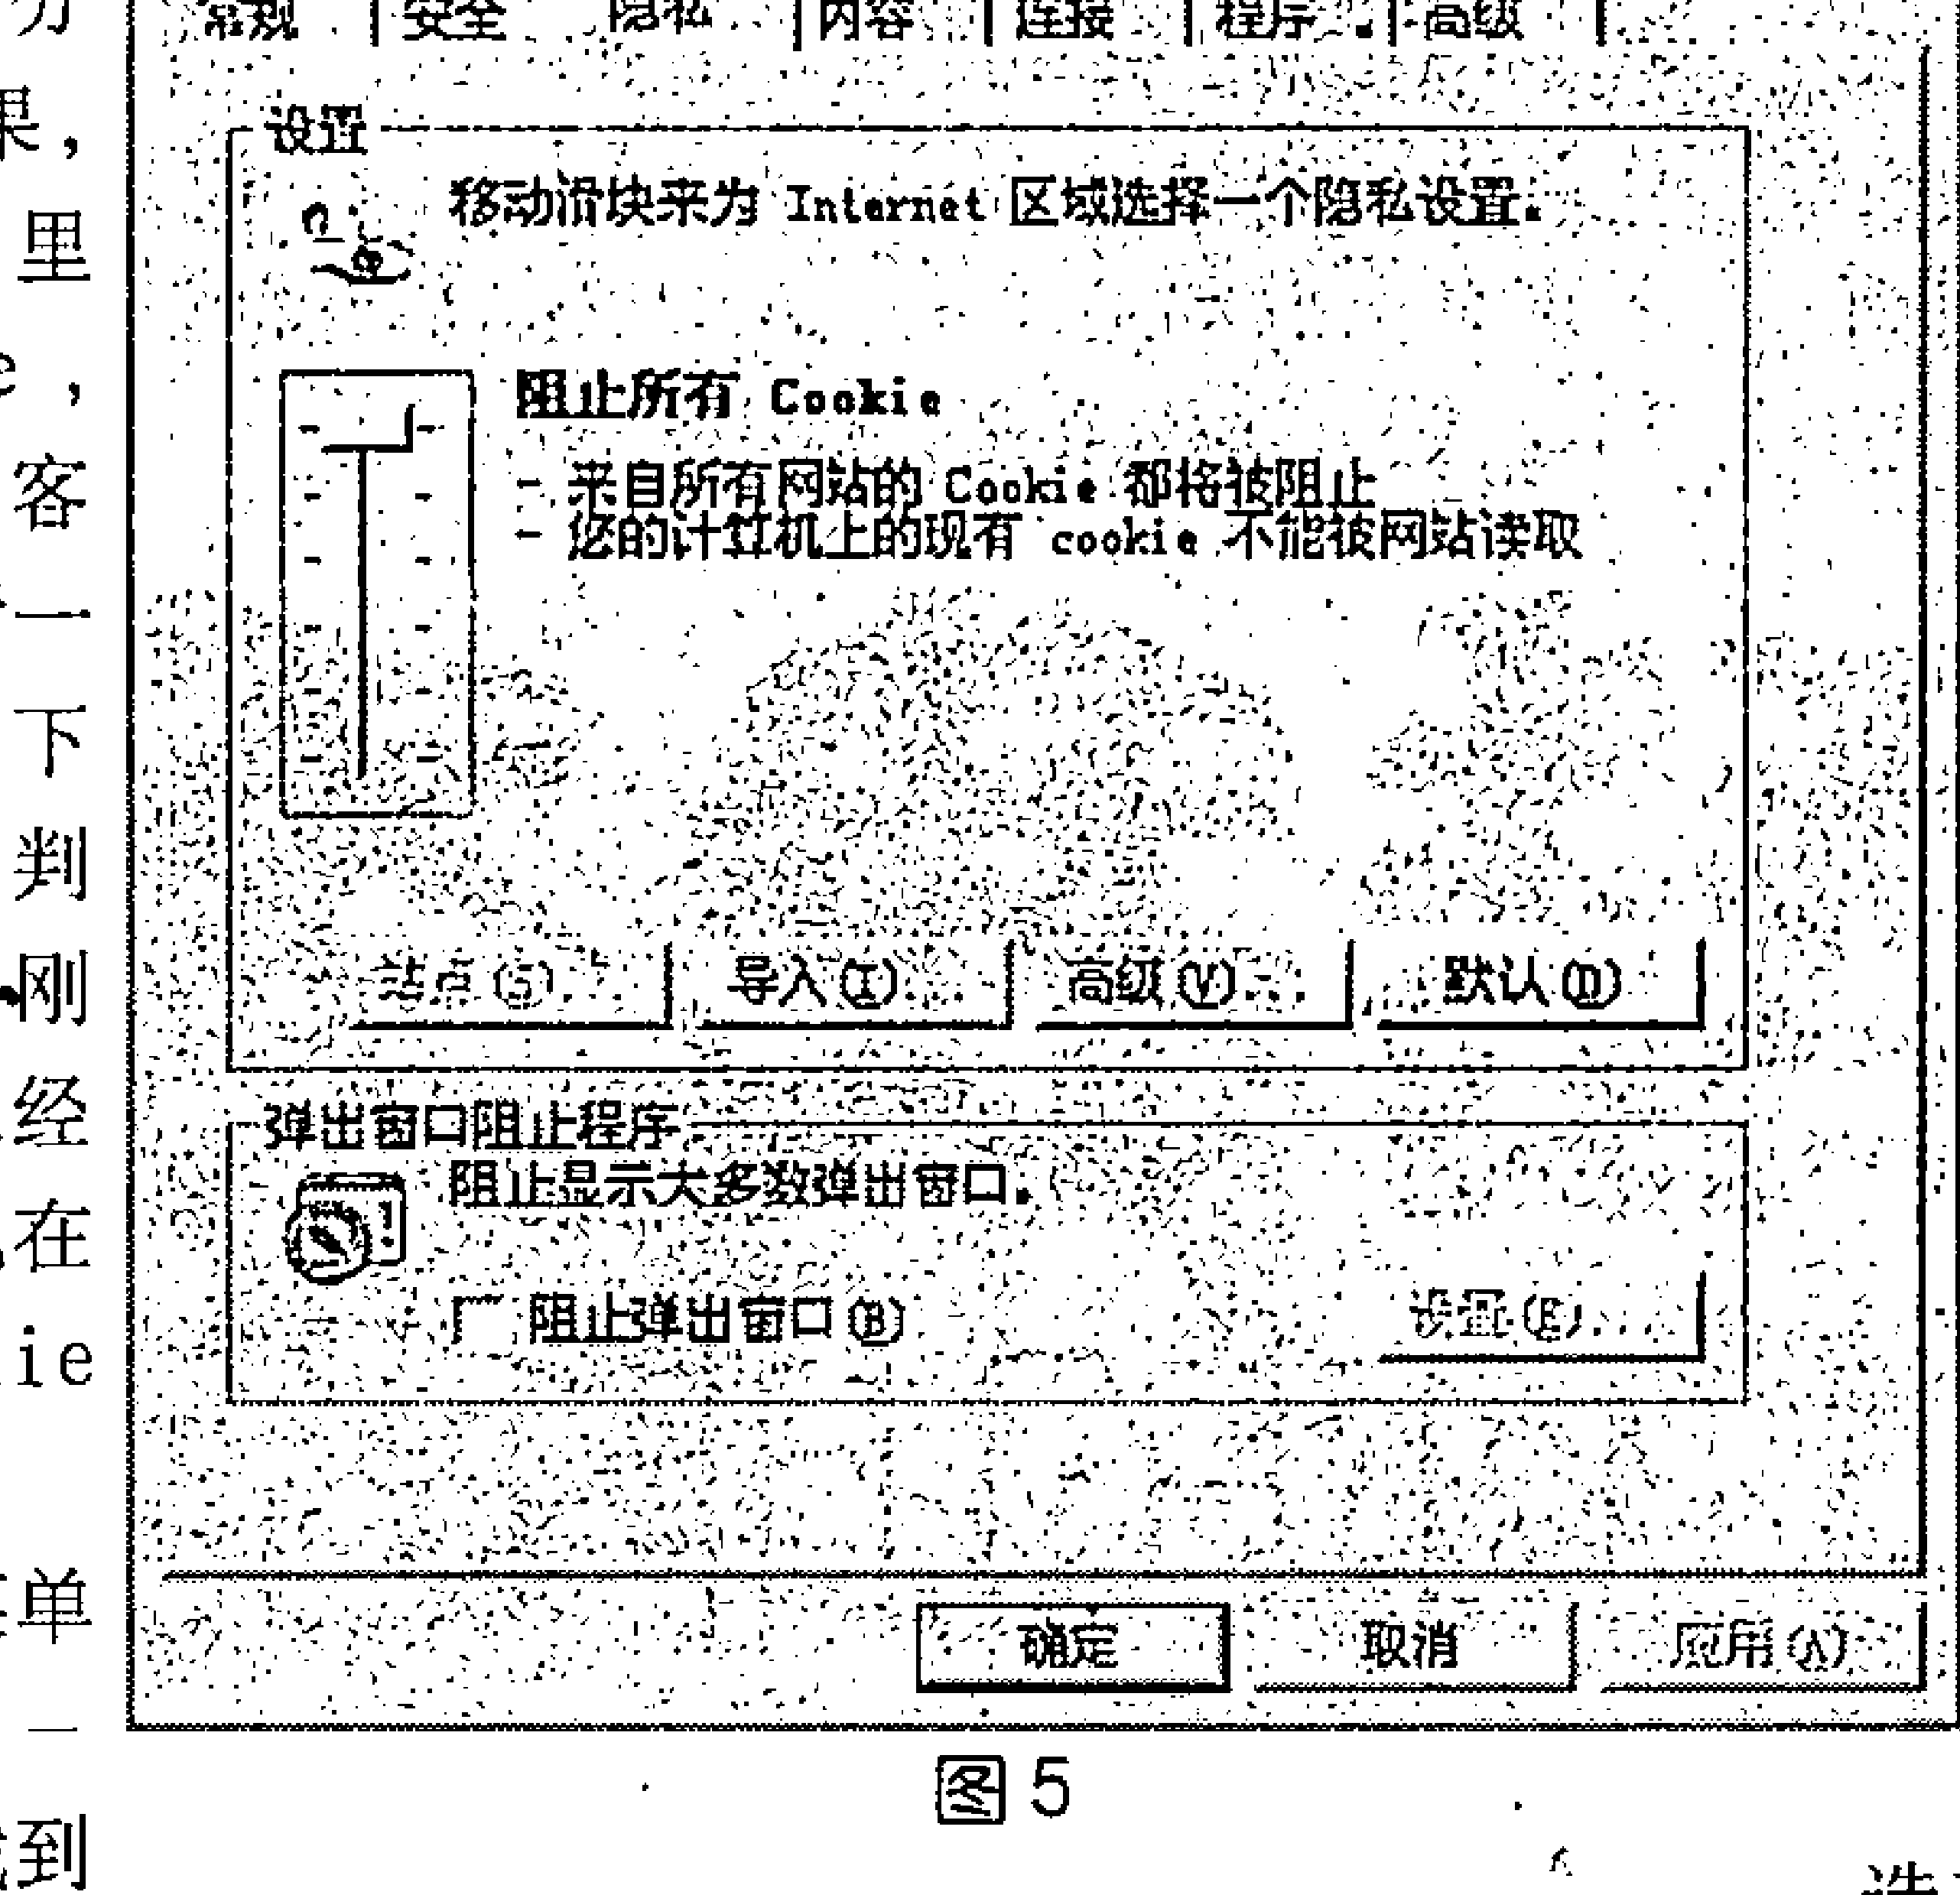 常规 安全 隐私 内容 连接 程序 高级
设置
移动滑块来为 Internet 区域选择一个隐私设置.
阻止所有 Cookie
- 来自所有网站的 Cookie 都将被阻止
- 您的计算机上的现有 cookie 不能被网站读取
站点(S) 导入(I) 高级(V) 默认(D)
弹出窗口阻止程序
阻止显示大多数弹出窗口.
阻止弹出窗口(B) 设置(E)
确定 取消 应用(A)
图5
果，
里
e，
客
一
下
判
刚
经
在
ie
单
到
选